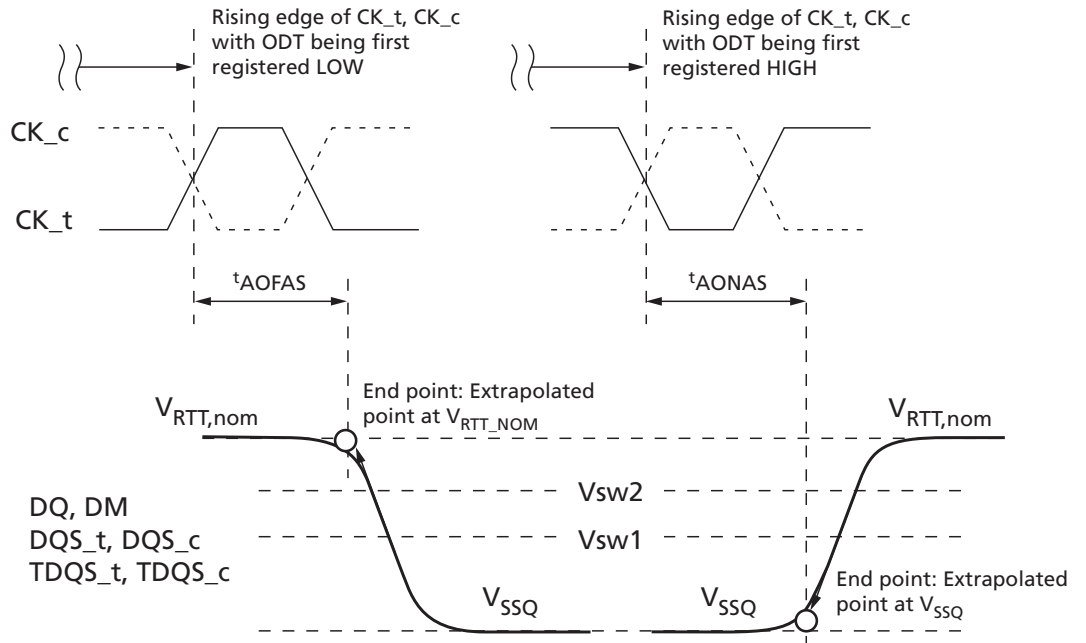 Rising edge of CK_t, CK_c
with ODT being first
registered LOW
Rising edge of CK_t, CK_c
with ODT being first
registered HIGH
CK_c
CK_t
tAOFAS
tAONAS
End point: Extrapolated
point at VRTT_NOM
VRTT,nom
VRTT,nom
Vsw2
DQ, DM
DQS_t, DQS_c
TDQS_t, TDQS_c
Vsw1
VSSQ
VSSQ
End point: Extrapolated
point at VSSQ